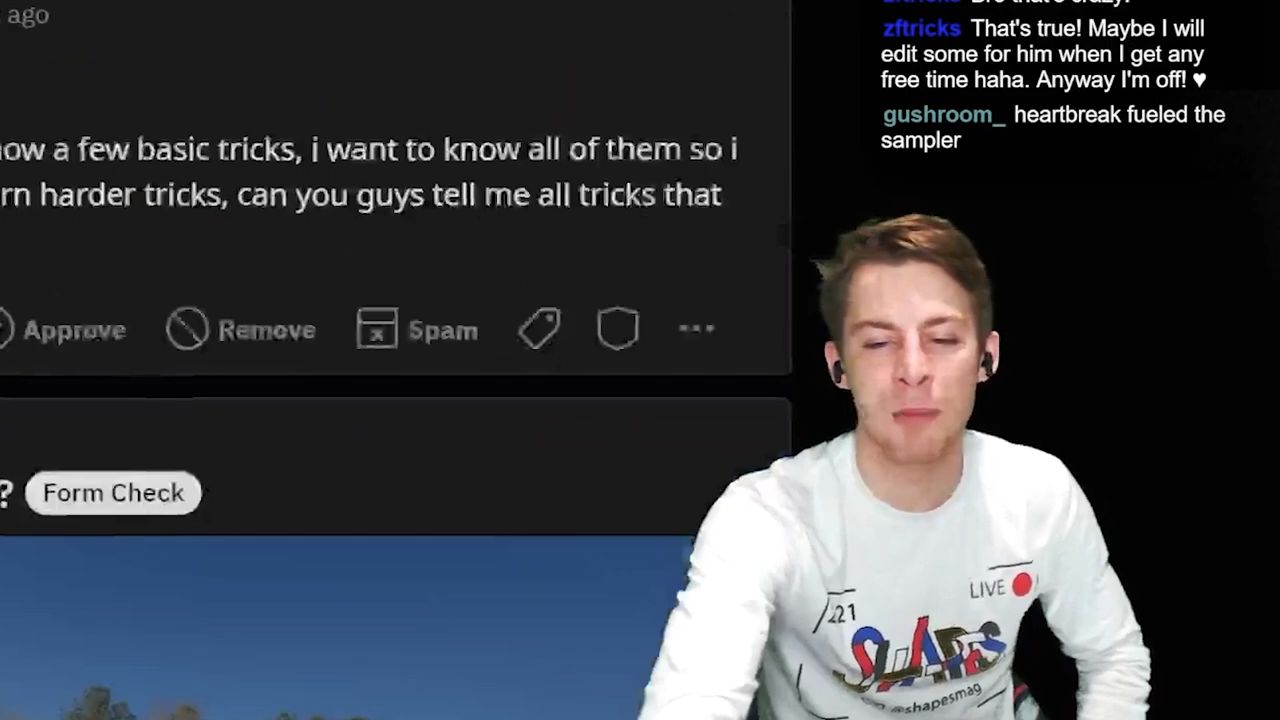 ago
ow a few basic tricks, i want to know all of them so i
rn harder tricks, can you guys tell me all tricks that
Approve
Remove
Spam
...
? Form Check
zftricks
zftricks That's true! Maybe I will
edit some for him when I get any
free time haha. Anyway I'm off! ♥
gushroom_ heartbreak fueled the
sampler
LIVE
221
SHAPES
@shapesmag